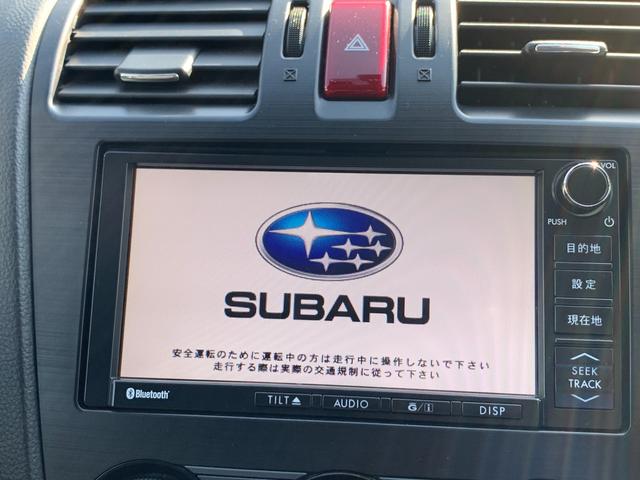 VOL
PUSH
目的地
設定
現在地
SEEK
TRACK
SUBARU
安全運転のために運転中の方は走行中に操作しないで下さい
走行する際は実際の交通規制に従って下さい
Bluetooth
TILT
AUDIO
G/i
DISP